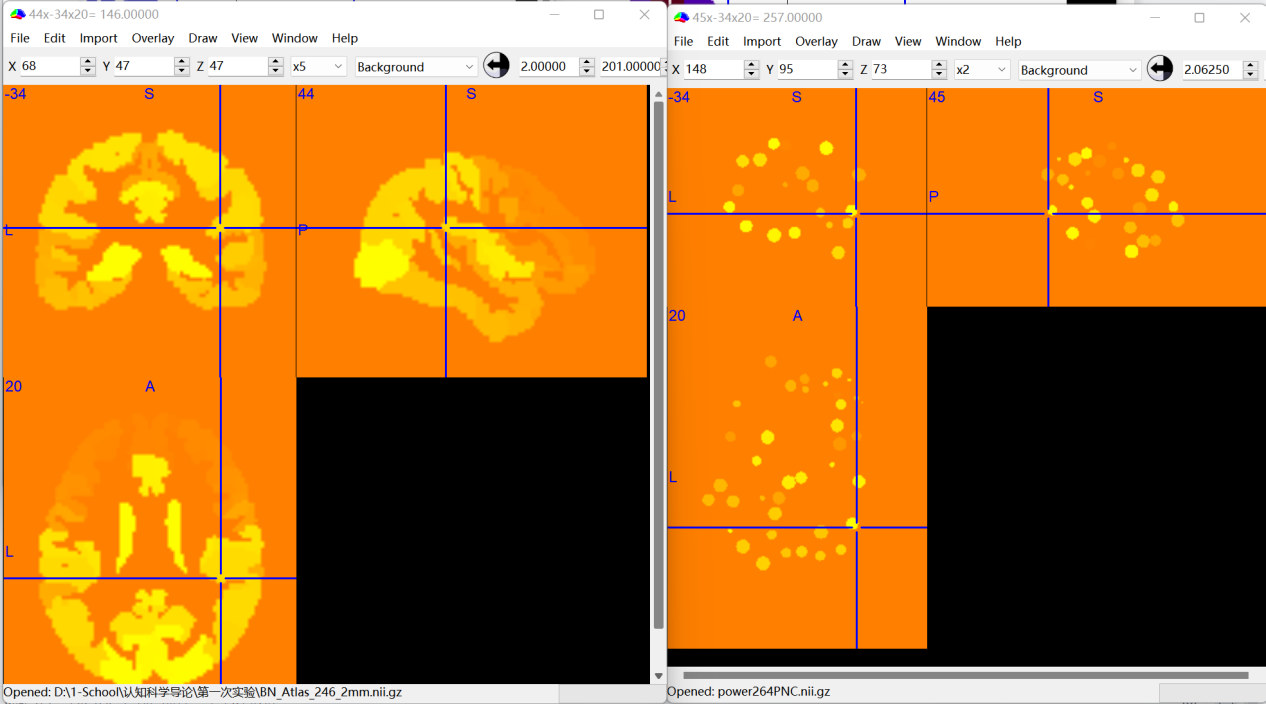 44x-34x20= 146.00000
File Edit Import Overlay Draw View Window Help
X 68 Y 47 Z 47 x5 Background 2.00000 201.00000
-34 S 44 S
L P
20 A
L
Opened: D:\1-School\认知科学导论\第一次实验\BN_Atlas_246_2mm.nii.gz
45x-34x20= 257.00000
File Edit Import Overlay Draw View Window Help
X 148 Y 95 Z 73 x2 Background 2.06250
-34 S 45 S
L P
20 A
L
Opened: power264PNC.nii.gz